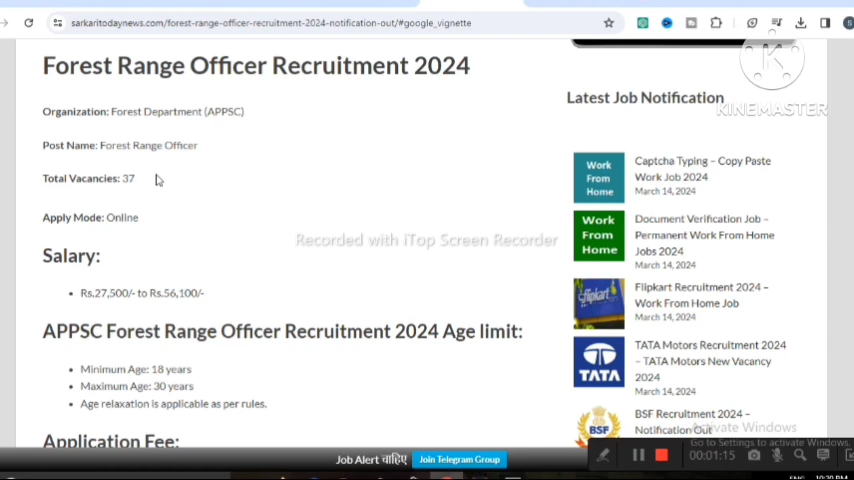 sarkaritodaynews.com/forest-range-officer-recruitment-2024-notification-out/#google_vignette
Forest Range Officer Recruitment 2024
Organization: Forest Department (APPSC)
Post Name: Forest Range Officer
Total Vacancies: 37
Apply Mode: Online
Salary:
Rs.27,500/- to Rs.56,100/-
APPSC Forest Range Officer Recruitment 2024 Age limit:
Minimum Age: 18 years
Maximum Age: 30 years
Age relaxation is applicable as per rules.
Application Fee:
KINEMASTER
Latest Job Notification
Work
From
Home
Captcha Typing – Copy Paste
Work Job 2024
March 14, 2024
Work
From
Home
Document Verification Job –
Permanent Work From Home
Jobs 2024
March 14, 2024
flipkart
Flipkart Recruitment 2024 –
Work From Home Job
March 14, 2024
TATA
TATA Motors Recruitment 2024
– TATA Motors New Vacancy
2024
March 14, 2024
BSF
BSF Recruitment 2024 –
Notification Out
Recorded with iTop Screen Recorder
Activate Windows
Go to Settings to activate Windows.
Job Alert चाहिए
Join Telegram Group
00:01:15
ENG
10:30 PM